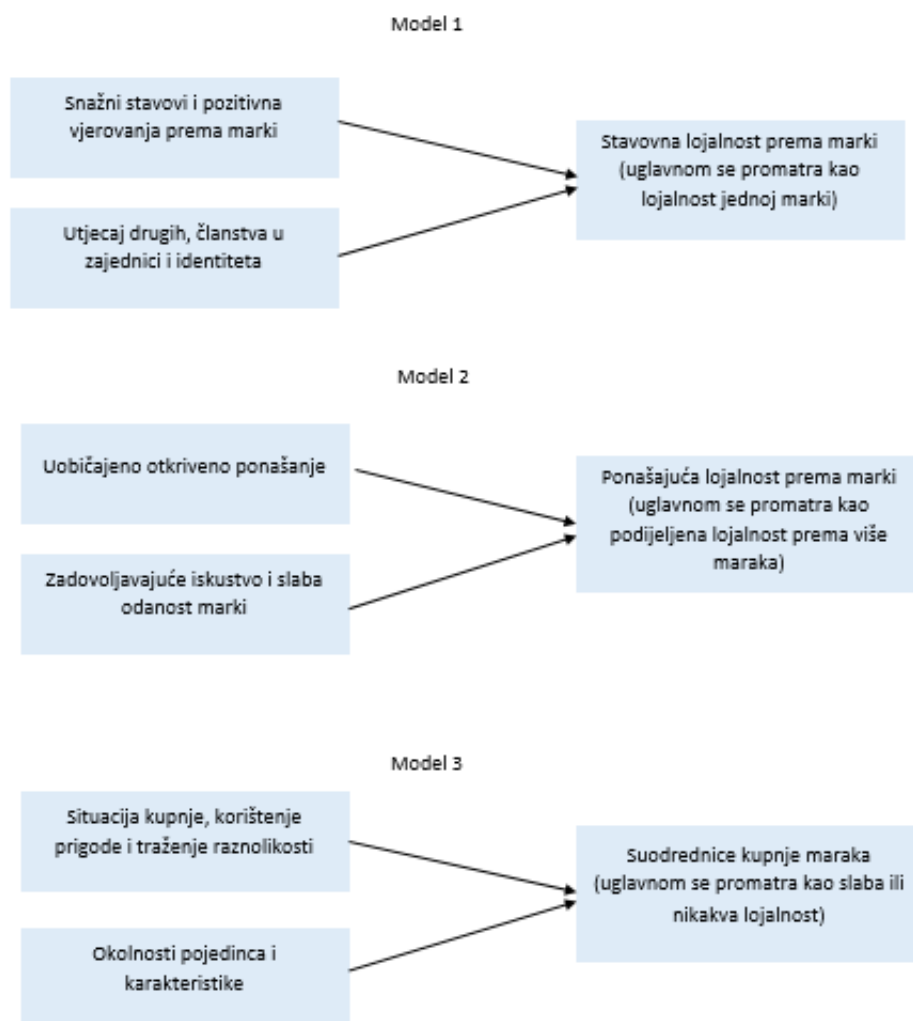 Model 1
Snažni stavovi i pozitivna
vjerovanja prema marki
Utjecaj drugih, članstva u
zajednici i identiteta
Stavovna lojalnost prema marki
(uglavnom se promatra kao
lojalnost jednoj marki)
Model 2
Uobičajeno otkriveno ponašanje
Zadovoljavajuće iskustvo i slaba
odanost marki
Ponašajuća lojalnost prema marki
(uglavnom se promatra kao
podijeljena lojalnost prema više
maraka)
Model 3
Situacija kupnje, korištenje
prigode i traženje raznolikosti
Okolnosti pojedinca i
karakteristike
Suodrednice kupnje maraka
(uglavnom se promatra kao slaba ili
nikakva lojalnost)